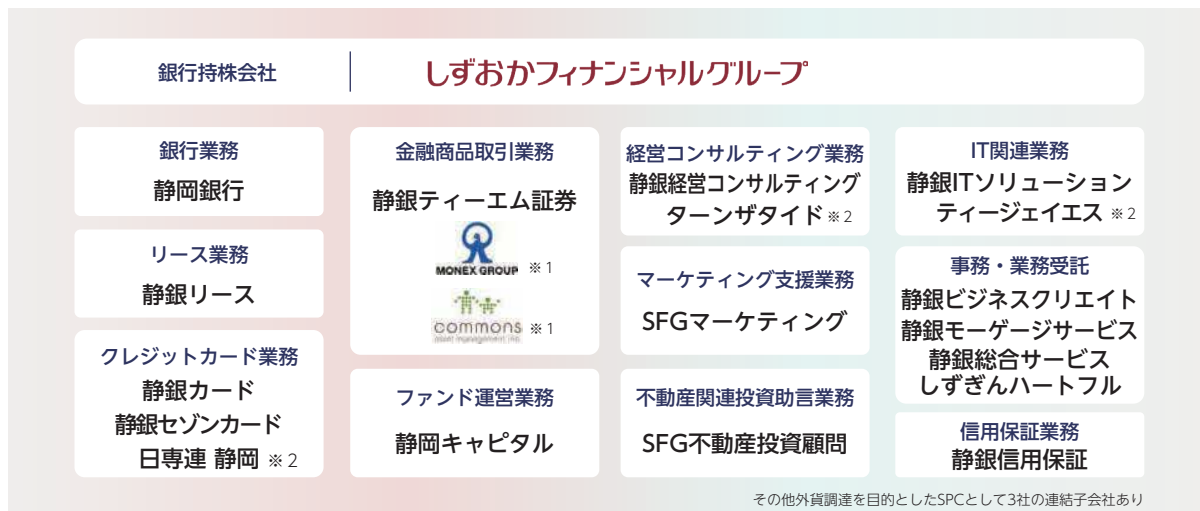 銀行持株会社
しずおかフィナンシャルグループ
銀行業務
静岡銀行
リース業務
静銀リース
クレジットカード業務
静銀カード
静銀セゾンカード
日専連 静岡 ※2
金融商品取引業務
静銀ティーエム証券
MONEX GROUP ※1
commons ※1
asset management inc.
ファンド運営業務
静岡キャピタル
経営コンサルティング業務
静銀経営コンサルティング
ターンザタイド ※2
マーケティング支援業務
SFGマーケティング
不動産関連投資助言業務
SFG不動産投資顧問
IT関連業務
静銀ITソリューション
ティージェイエス ※2
事務・業務受託
静銀ビジネスクリエイト
静銀モーゲージサービス
静銀総合サービス
しずぎんハートフル
信用保証業務
静銀信用保証
その他外貨調達を目的としたSPCとして3社の連結子会社あり